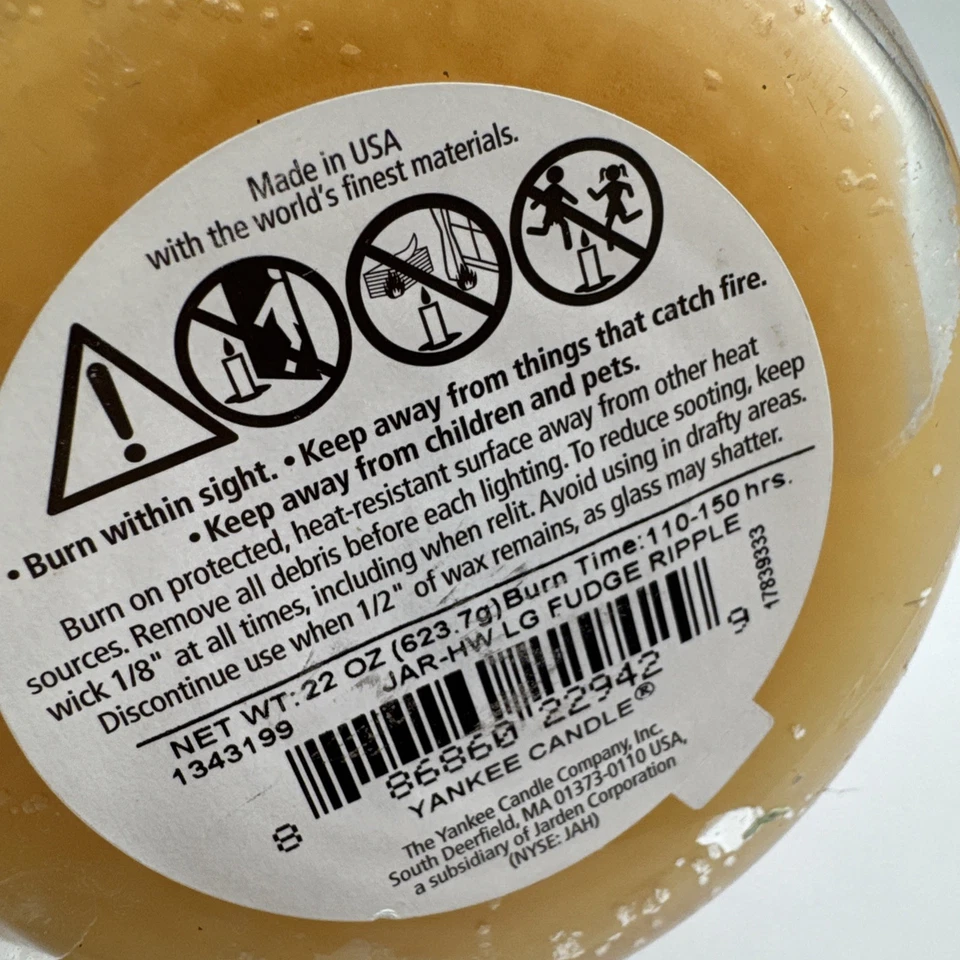 Made in USA
with the world's finest materials.
• Burn within sight. • Keep away from things that catch fire.
• Keep away from children and pets.
Burn on protected, heat-resistant surface away from other heat
sources. Remove all debris before each lighting. To reduce sooting, keep
wick 1/8" at all times, including when relit. Avoid using in drafty areas.
Discontinue use when 1/2" of wax remains, as glass may shatter.
NET WT: 22 OZ (623.7g) Burn Time:110-150 hrs.
1343199 JAR-HW LG FUDGE RIPPLE
17839333
8 86860 22942 9
YANKEE CANDLE®
The Yankee Candle Company, Inc.
South Deerfield, MA 01373-0110 USA,
a subsidiary of Jarden Corporation
(NYSE: JAH)